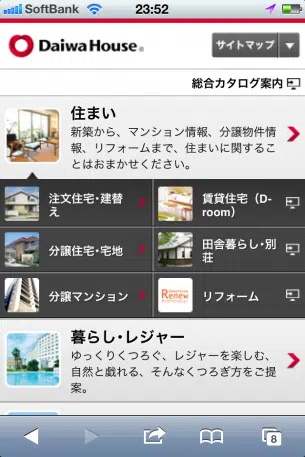 SoftBank 23:52
Daiwa House® サイトマップ
総合カタログ案内
住まい
新築から、マンション情報、分譲物件情
報、リフォームまで、住まいに関するこ
とはおまかせください。
注文住宅・建替
え
賃貸住宅（D-
room）
分譲住宅・宅地
田舎暮らし・別
荘
分譲マンション
Renew
リフォーム
暮らし・レジャー
ゆっくりくつろぐ、レジャーを楽しむ、
自然と戯れる、そんなくつろぎ方をご提
案。
8